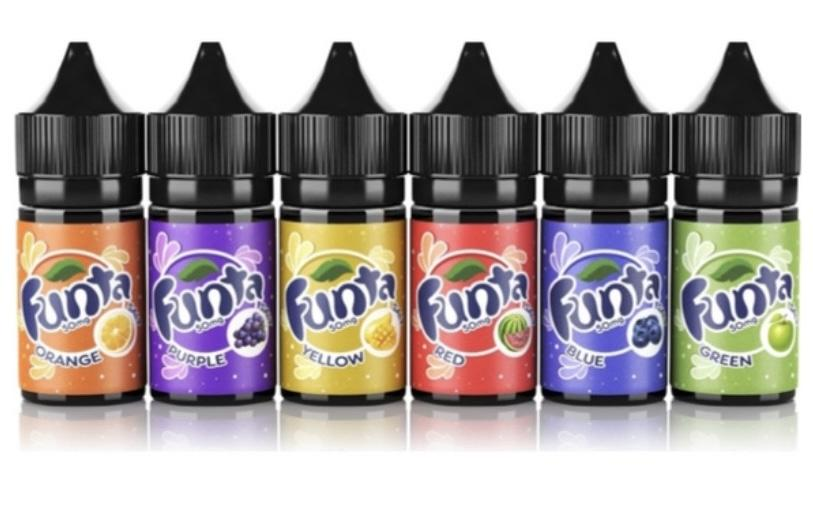 Funta
50mg
ORANGE
Funta
50mg
PURPLE
Funta
50mg
YELLOW
Funta
50mg
RED
Funta
50mg
BLUE
Funta
50mg
GREEN